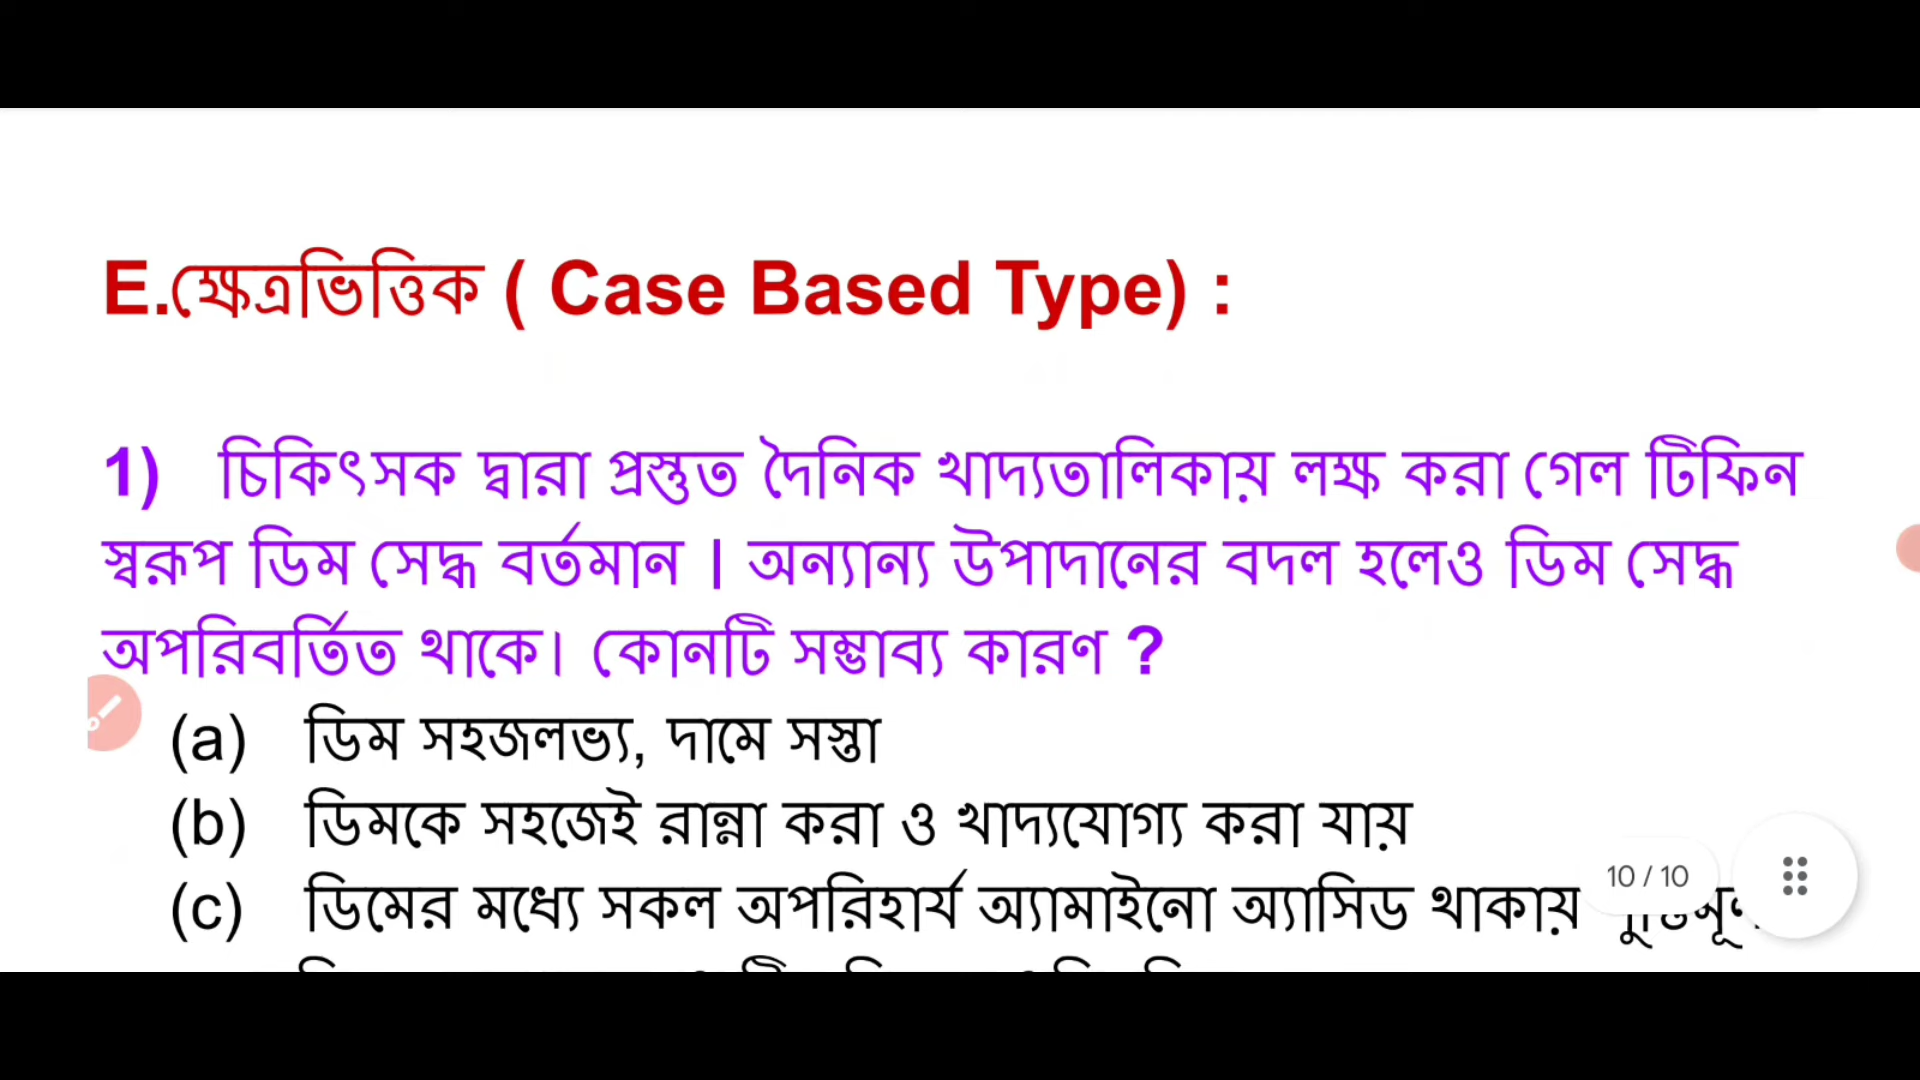 E.ক্ষেত্রভিত্তিক ( Case Based Type) :
1) চিকিৎসক দ্বারা প্রস্তুত দৈনিক খাদ্যতালিকায় লক্ষ করা গেল টিফিন
স্বরূপ ডিম সেদ্ধ বর্তমান | অন্যান্য উপাদানের বদল হলেও ডিম সেদ্ধ
অপরিবর্তিত থাকে। কোনটি সম্ভাব্য কারণ ?
(a) ডিম সহজলভ্য, দামে সস্তা
(b) ডিমকে সহজেই রান্না করা ও খাদ্যযোগ্য করা যায়
(c) ডিমের মধ্যে সকল অপরিহার্য অ্যামাইনো অ্যাসিড থাকায়
10 / 10